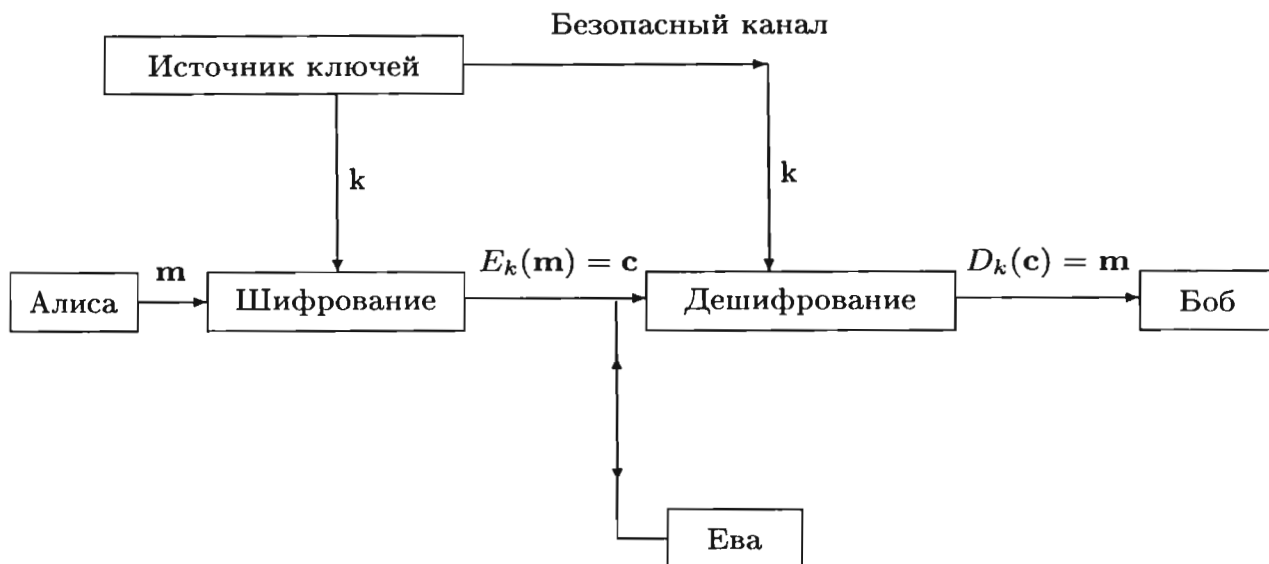 Безопасный канал
Источник ключей
k
k
m
E_k(m) = c
D_k(c) = m
Алиса
Шифрование
Дешифрование
Боб
Ева